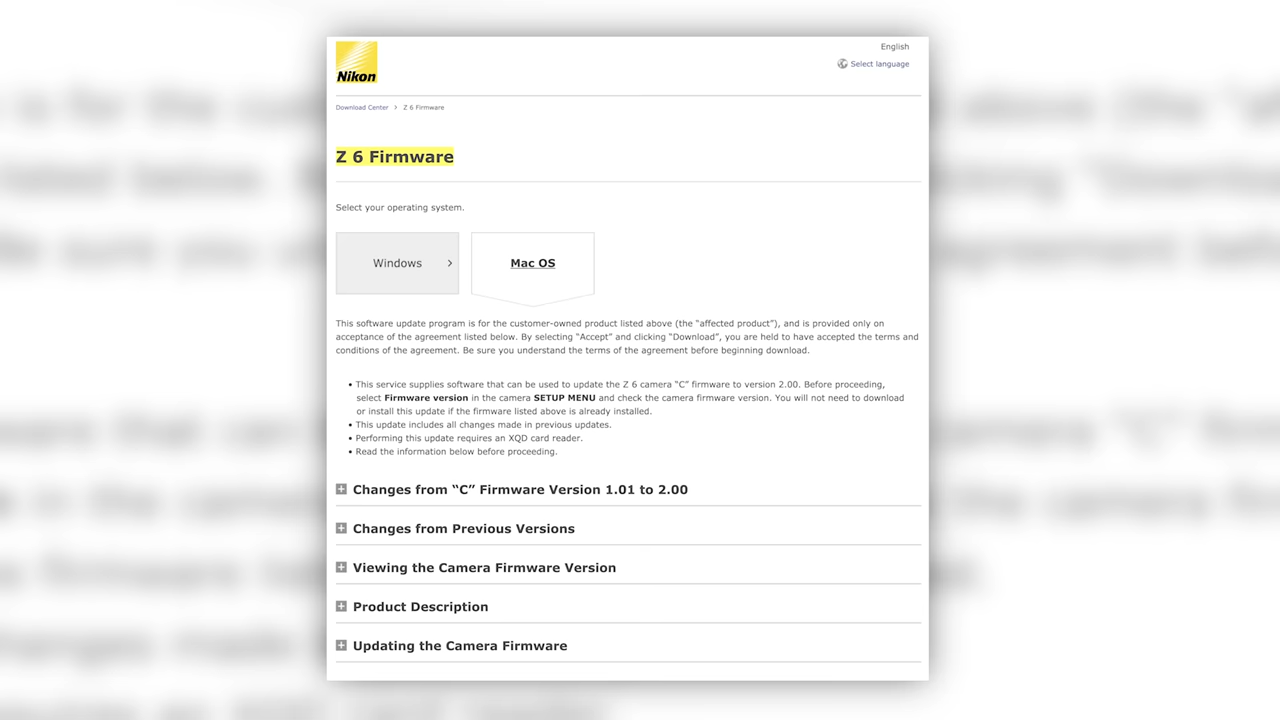 Nikon
English
Select language
Download Center > Z 6 Firmware
Z 6 Firmware
Select your operating system.
Windows >
Mac OS
This software update program is for the customer-owned product listed above (the “affected product”), and is provided only on
acceptance of the agreement listed below. By selecting “Accept” and clicking “Download”, you are held to have accepted the terms and
conditions of the agreement. Be sure you understand the terms of the agreement before beginning download.
• This service supplies software that can be used to update the Z 6 camera “C” firmware to version 2.00. Before proceeding,
select Firmware version in the camera SETUP MENU and check the camera firmware version. You will not need to download
or install this update if the firmware listed above is already installed.
• This update includes all changes made in previous updates.
• Performing this update requires an XQD card reader.
• Read the information below before proceeding.
Changes from “C” Firmware Version 1.01 to 2.00
Changes from Previous Versions
Viewing the Camera Firmware Version
Product Description
Updating the Camera Firmware